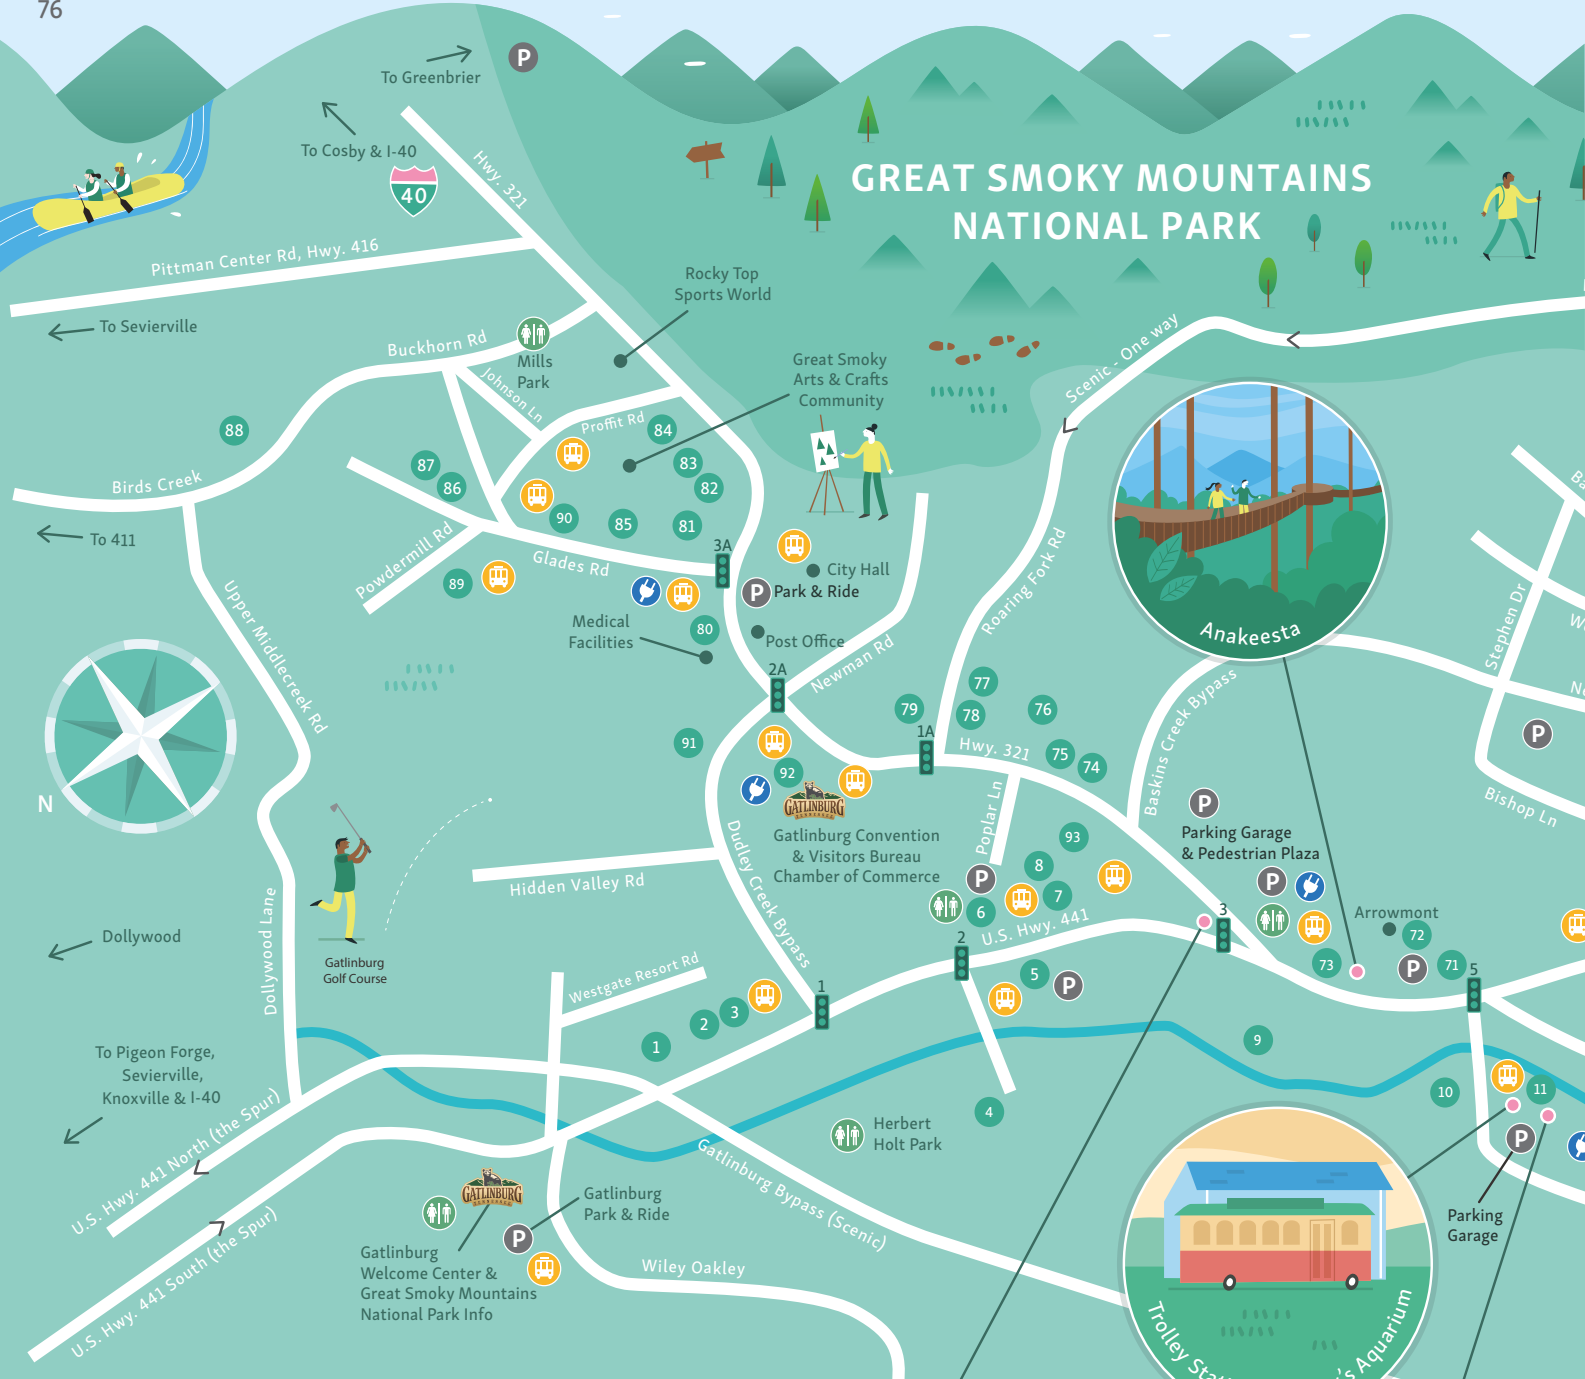 76
To Greenbrier
P
To Cosby & I-40
40
Hwy. 321
GREAT SMOKY MOUNTAINS
NATIONAL PARK
Pittman Center Rd, Hwy. 416
To Sevierville
Rocky Top
Sports World
Buckhorn Rd
Mills
Park
Johnson Ln
Proffit Rd
Great Smoky
Arts & Crafts
Community
Scenic - One way
88
84
87
83
86
82
90
85
81
Birds Creek
To 411
Powdermill Rd
Glades Rd
89
3A
City Hall
P
Park & Ride
Medical
Facilities
80
Post Office
2A
Newman Rd
Roaring Fork Rd
Anakeesta
Stephen Dr
Ba
W
No
P
Bishop Ln
Upper Middlecreek Rd
N
77
79
78
76
1A
Hwy. 321
75
74
Baskins Creek Bypass
91
92
GATLINBURG
TENNESSEE
Gatlinburg Convention
& Visitors Bureau
Chamber of Commerce
Poplar Ln
P
Parking Garage
& Pedestrian Plaza
P
93
8
P
7
6
U.S. Hwy. 441
Dudley Creek Bypass
Hidden Valley Rd
Dollywood Lane
Dollywood
Gatlinburg
Golf Course
3
Arrowmont
72
73
P
71
5
2
5
P
Westgate Resort Rd
1
3
2
1
9
10
11
4
P
Parking
Garage
To Pigeon Forge,
Sevierville,
Knoxville & I-40
Herbert
Holt Park
U.S. Hwy. 441 North (the Spur)
U.S. Hwy. 441 South (the Spur)
Gatlinburg Bypass (Scenic)
GATLINBURG
TENNESSEE
Gatlinburg
Park & Ride
P
Gatlinburg
Welcome Center &
Great Smoky Mountains
National Park Info
Wiley Oakley
Trolley Stat
's Aquarium